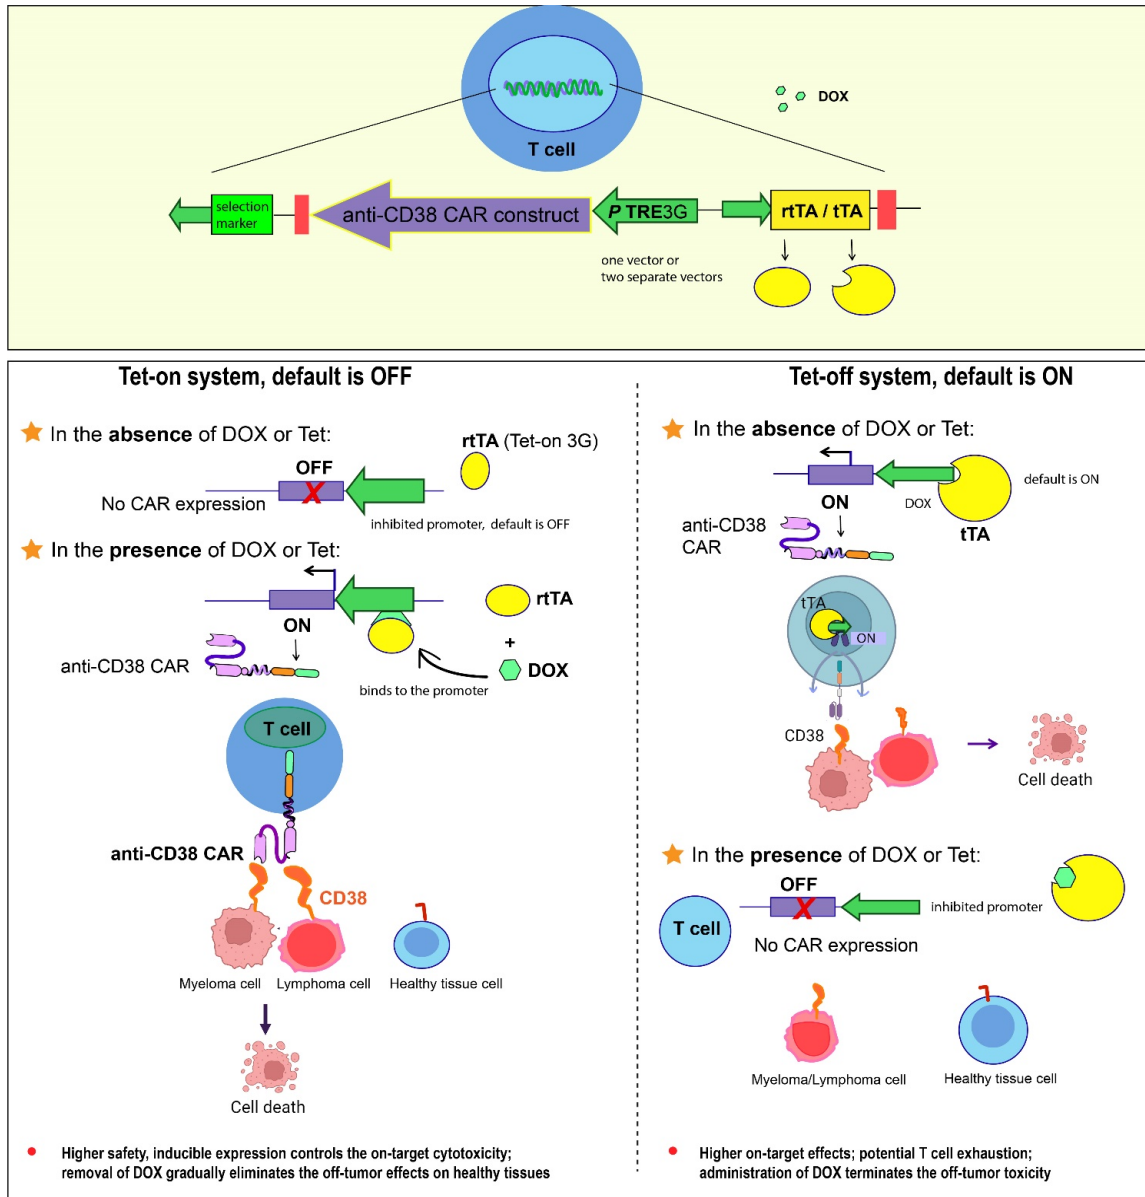 DOX
T cell
selection
marker
anti-CD38 CAR construct
P TRE3G
rtTA / tTA
one vector or
two separate vectors
Tet-on system, default is OFF
In the absence of DOX or Tet:
rtTA (Tet-on 3G)
OFF
X
No CAR expression
inhibited promoter, default is OFF
In the presence of DOX or Tet:
rtTA
ON
+
anti-CD38 CAR
DOX
binds to the promoter
T cell
anti-CD38 CAR
CD38
Myeloma cell
Lymphoma cell
Healthy tissue cell
Cell death
Higher safety, inducible expression controls the on-target cytotoxicity;
removal of DOX gradually eliminates the off-tumor effects on healthy tissues
Tet-off system, default is ON
In the absence of DOX or Tet:
default is ON
ON
DOX
anti-CD38
CAR
tTA
tTA
ON
CD38
Cell death
In the presence of DOX or Tet:
OFF
X
T cell
inhibited promoter
No CAR expression
Myeloma/Lymphoma cell
Healthy tissue cell
Higher on-target effects; potential T cell exhaustion;
administration of DOX terminates the off-tumor toxicity